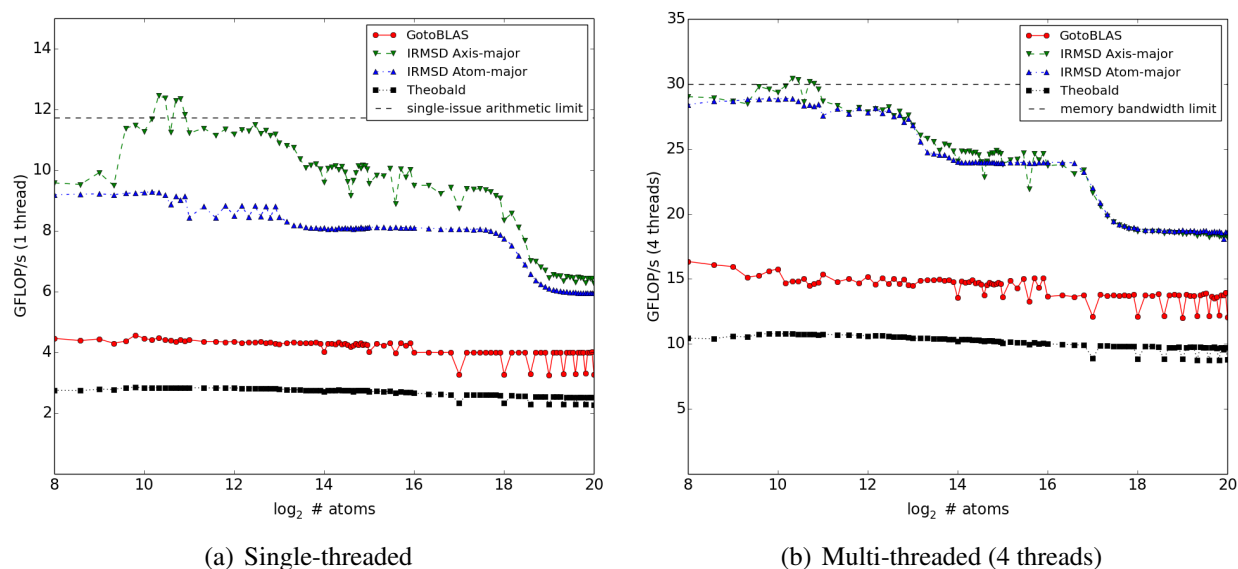 14
12
10
8
6
4
2
GFLOP/s (1 thread)
8 10 12 14 16 18 20
log2 # atoms
GotoBLAS
IRMSD Axis-major
IRMSD Atom-major
Theobald
single-issue arithmetic limit
(a) Single-threaded
35
30
25
20
15
10
5
GFLOP/s (4 threads)
8 10 12 14 16 18 20
log2 # atoms
GotoBLAS
IRMSD Axis-major
IRMSD Atom-major
Theobald
memory bandwidth limit
(b) Multi-threaded (4 threads)